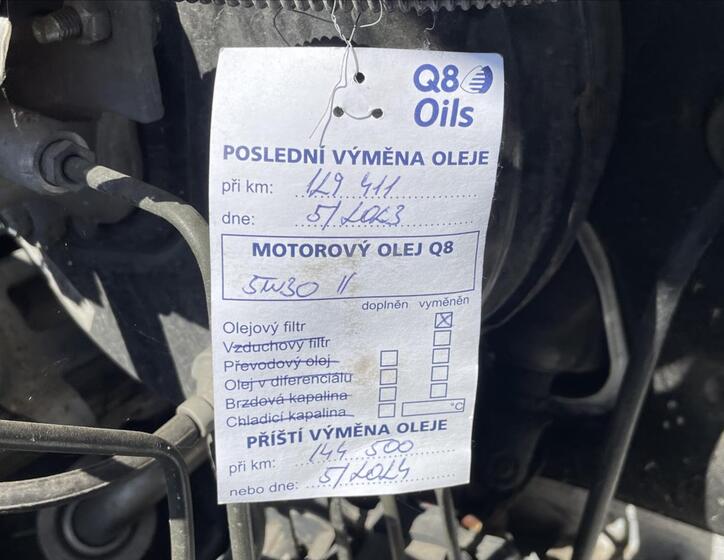 Q8
Oils
POSLEDNÍ VÝMĚNA OLEJE
při km: 129 411
dne: 5/2023
MOTOROVÝ OLEJ Q8
5W30 II
doplněn vyměněn
Olejový filtr
Vzduchový filtr
Převodový olej
Olej v diferenciálu
Brzdová kapalina
Chladicí kapalina °C
PŘÍŠTÍ VÝMĚNA OLEJE
při km: 144 500
nebo dne: 5/2024